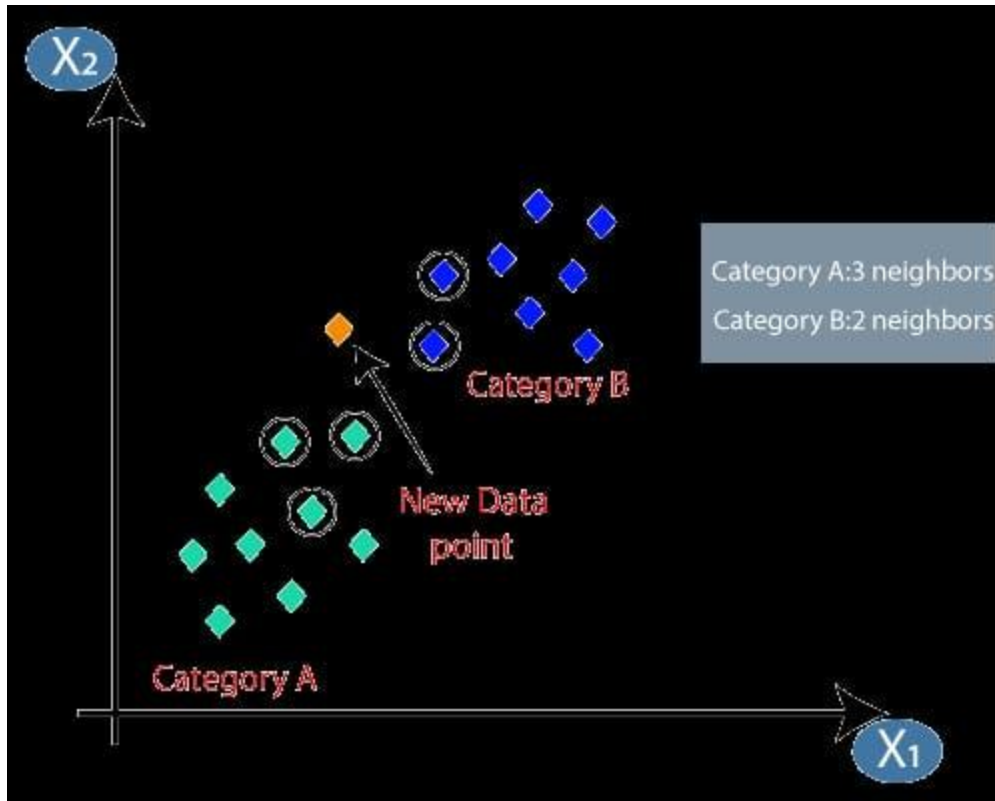 X₂
Category A:3 neighbors
Category B:2 neighbors
Category B
New Data
point
Category A
X₁